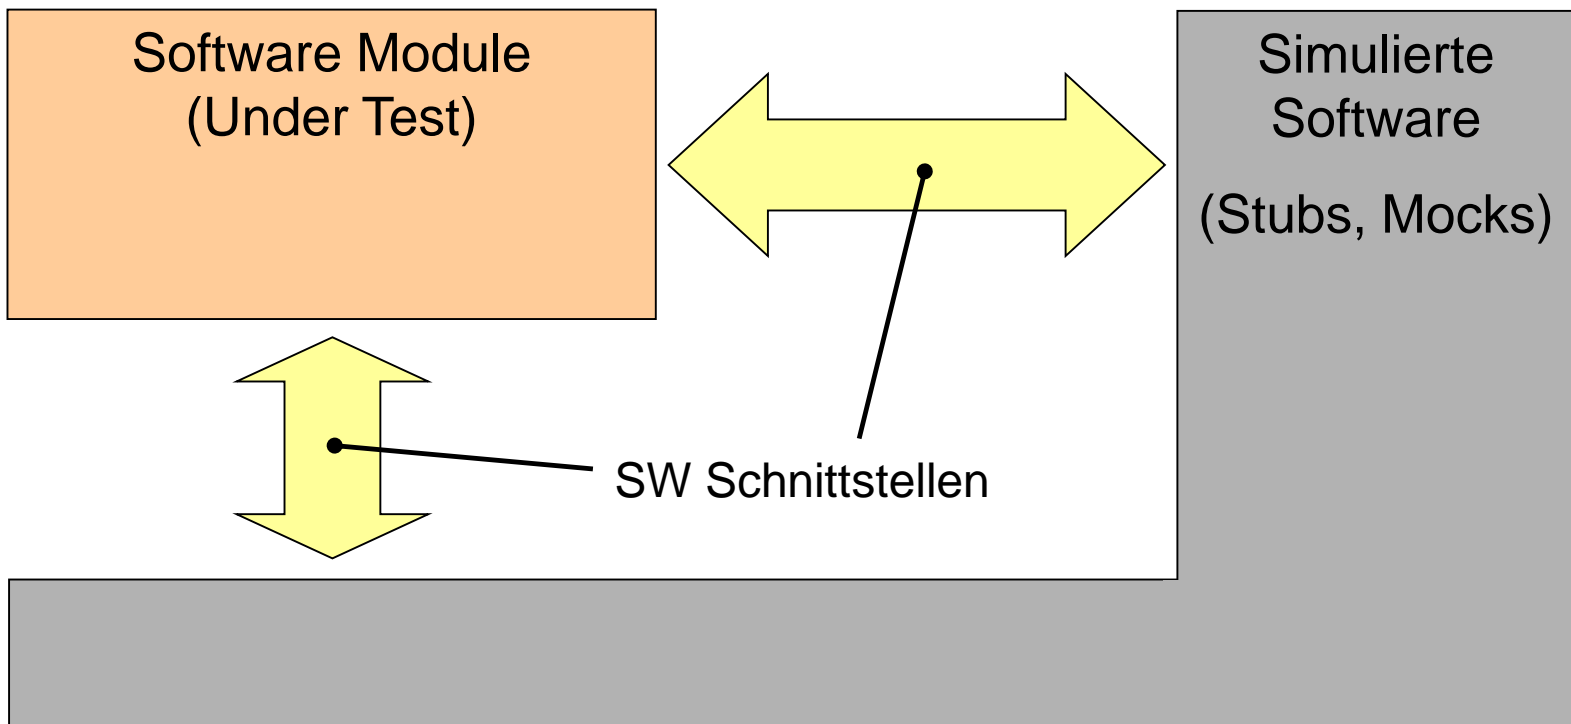 Software Module
(Under Test)
Simulierte
Software
(Stubs, Mocks)
SW Schnittstellen